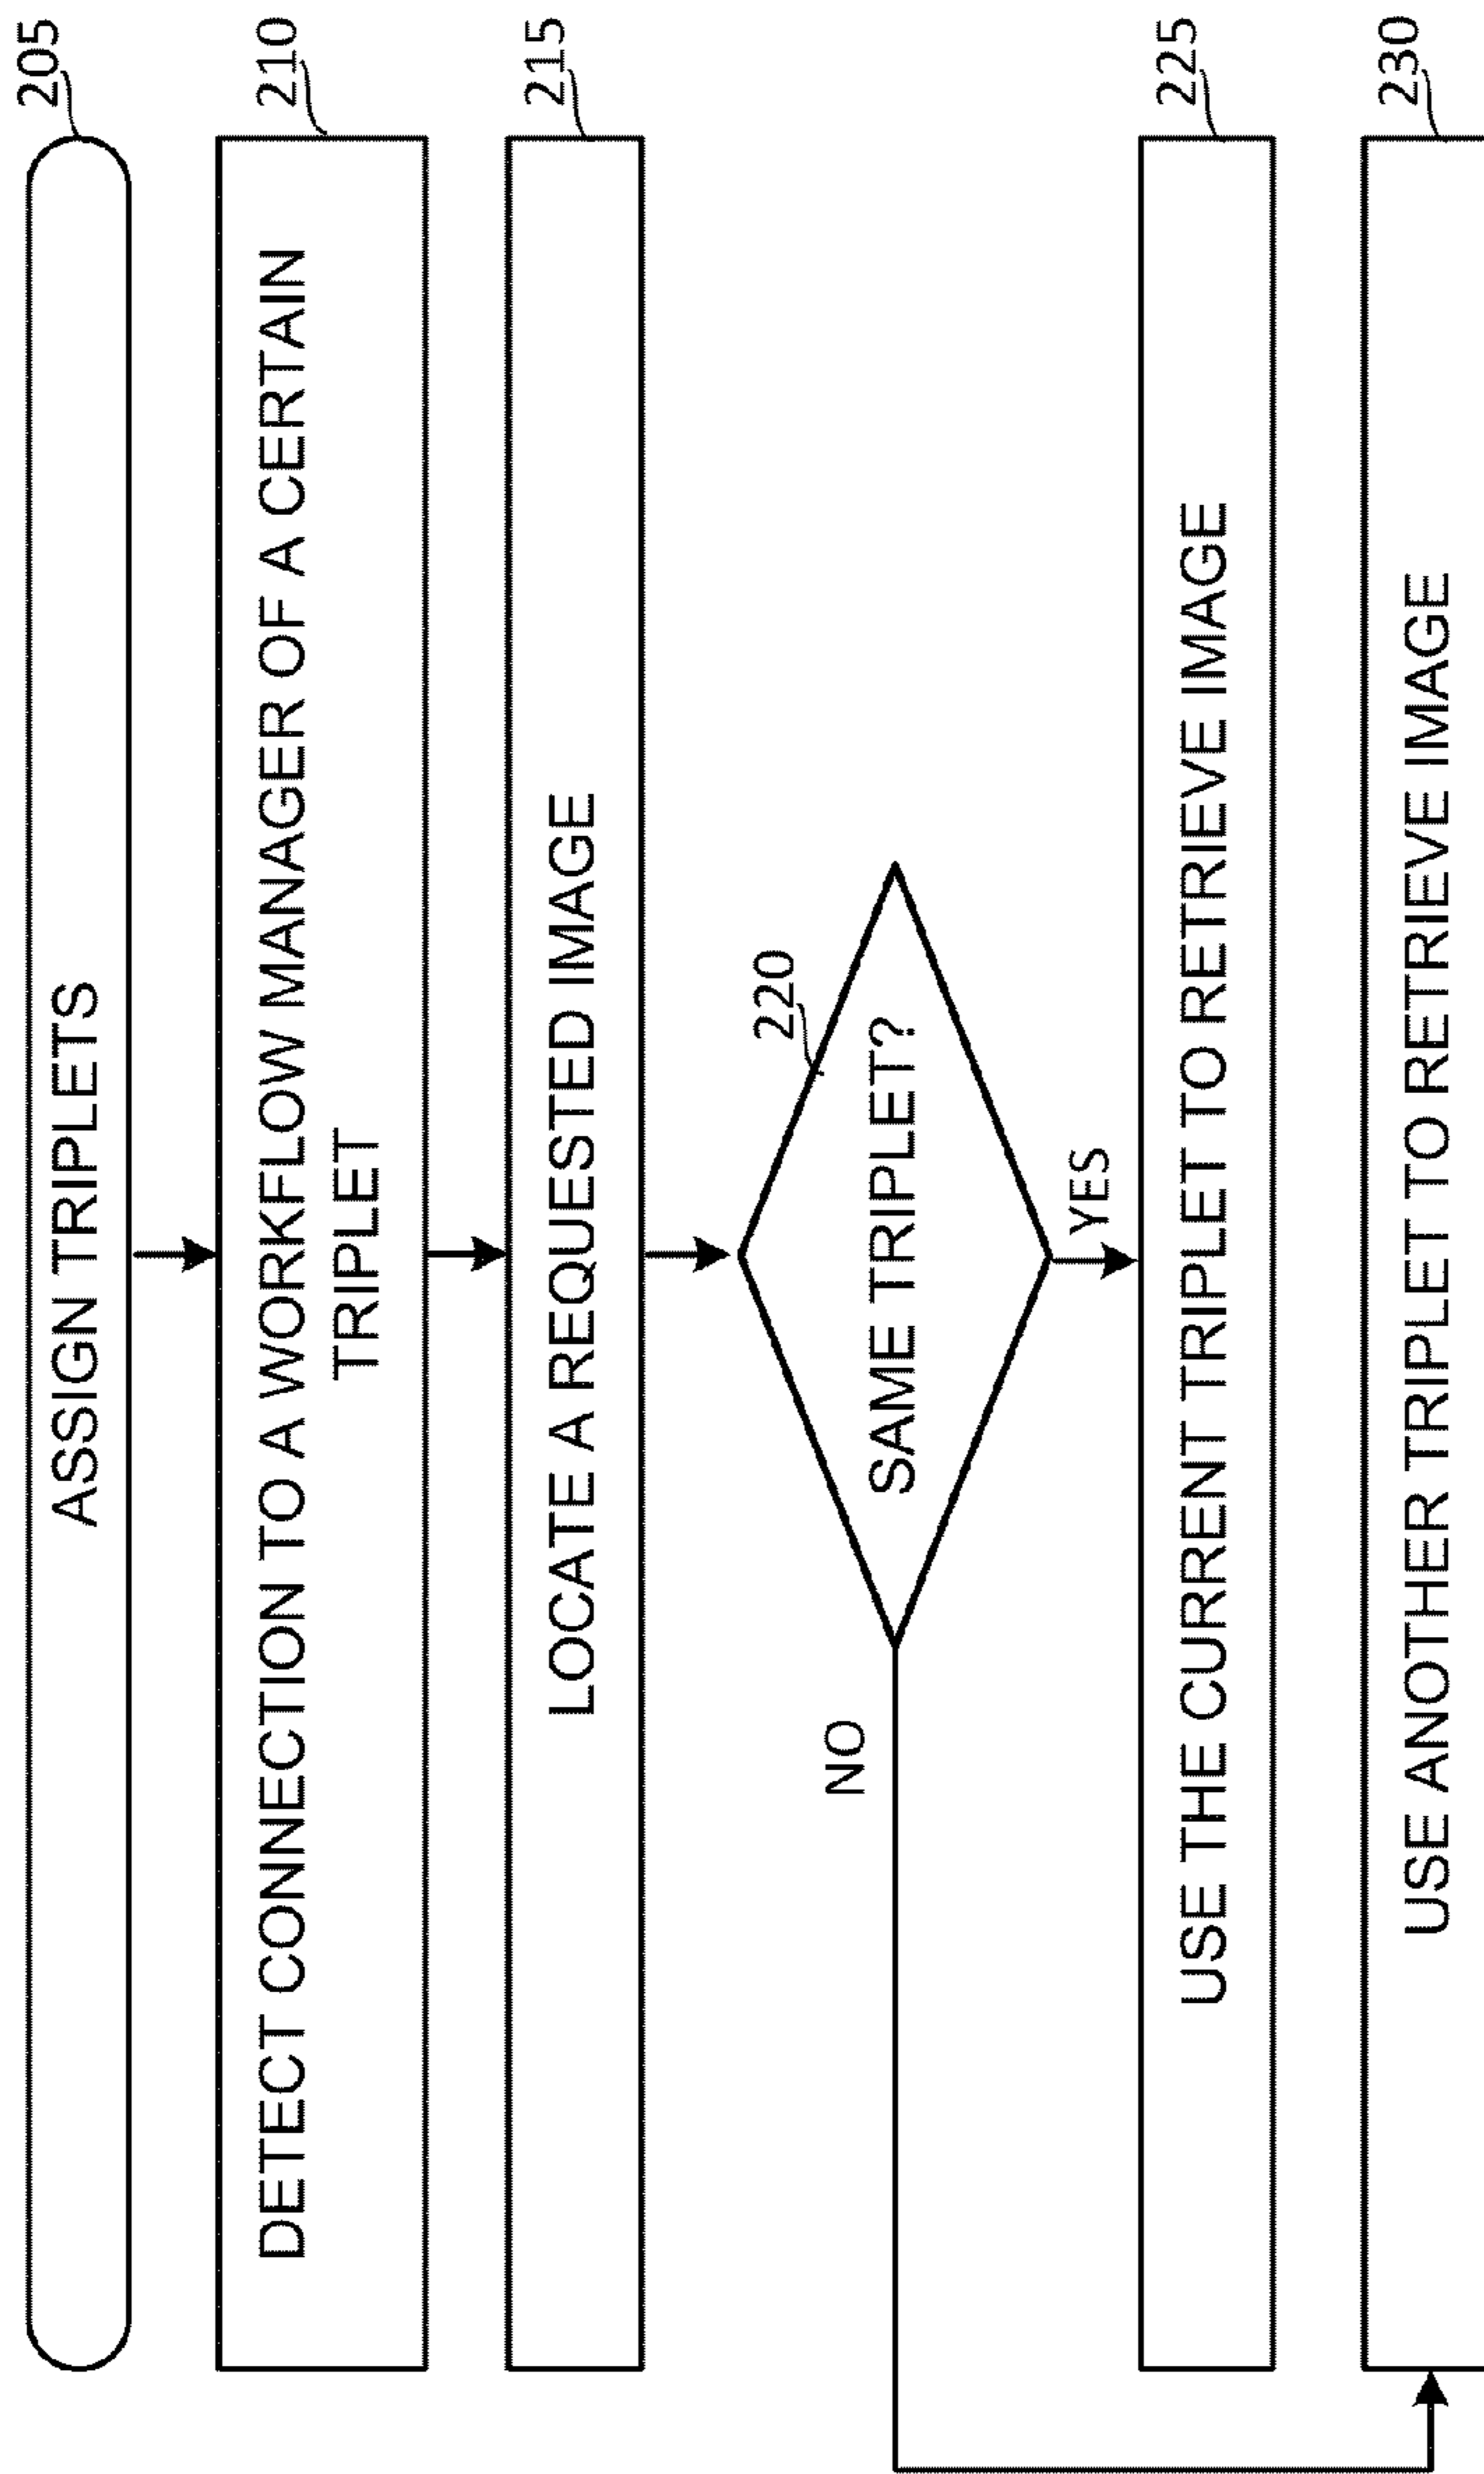 205
ASSIGN TRIPLETS
210
DETECT CONNECTION TO A WORKFLOW MANAGER OF A CERTAIN
TRIPLET
215
LOCATE A REQUESTED IMAGE
220
SAME TRIPLET?
NO
YES
225
USE THE CURRENT TRIPLET TO RETRIEVE IMAGE
230
USE ANOTHER TRIPLET TO RETRIEVE IMAGE